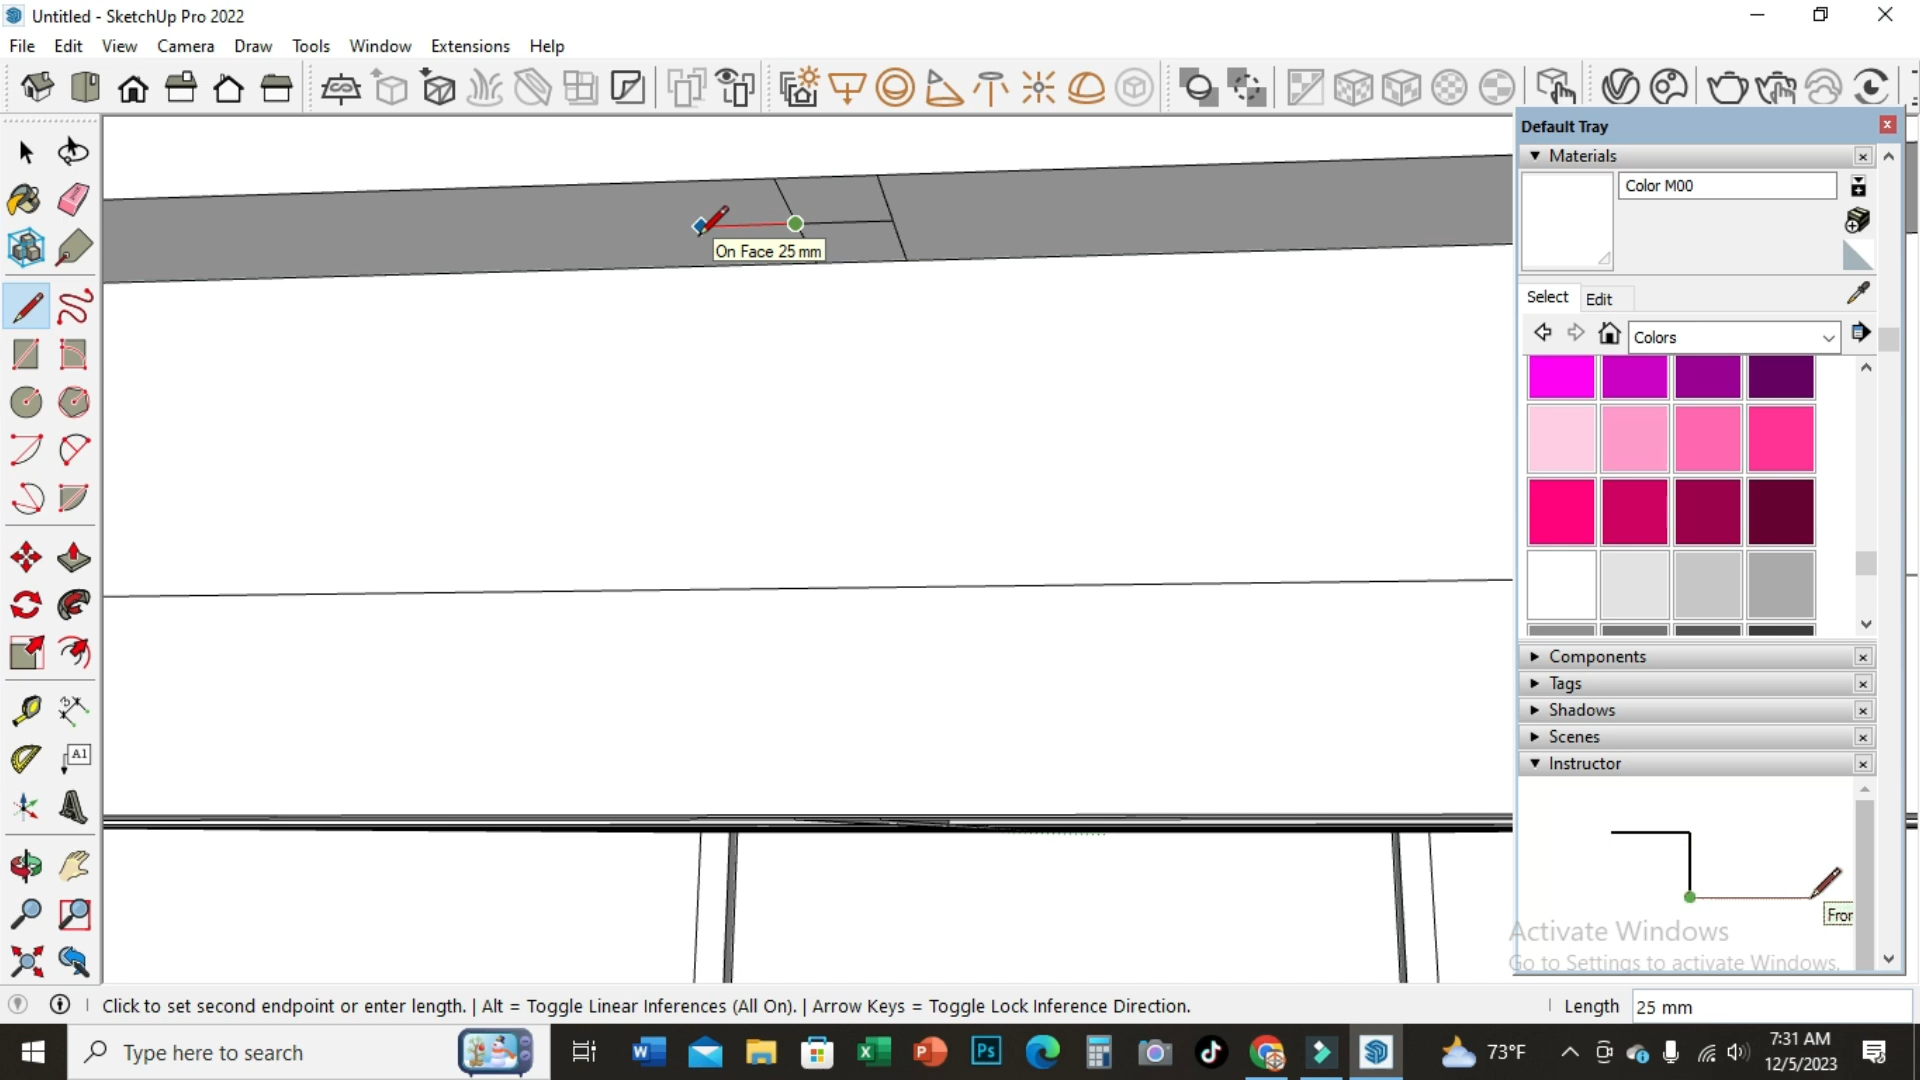 Untitled - SketchUp Pro 2022
File Edit View Camera Draw Tools Window Extensions Help
Default Tray
Materials
Color M00
On Face 25 mm
Select Edit
Colors
Components
Tags
A1
Shadows
Scenes
Instructor
Activate Windows
Go to Settings to activate Windows.
Click to set second endpoint or enter length. | Alt = Toggle Linear Inferences (All On). | Arrow Keys = Toggle Lock Inference Direction.
Length 25 mm
Type here to search
73°F
7:31 AM
12/5/2023